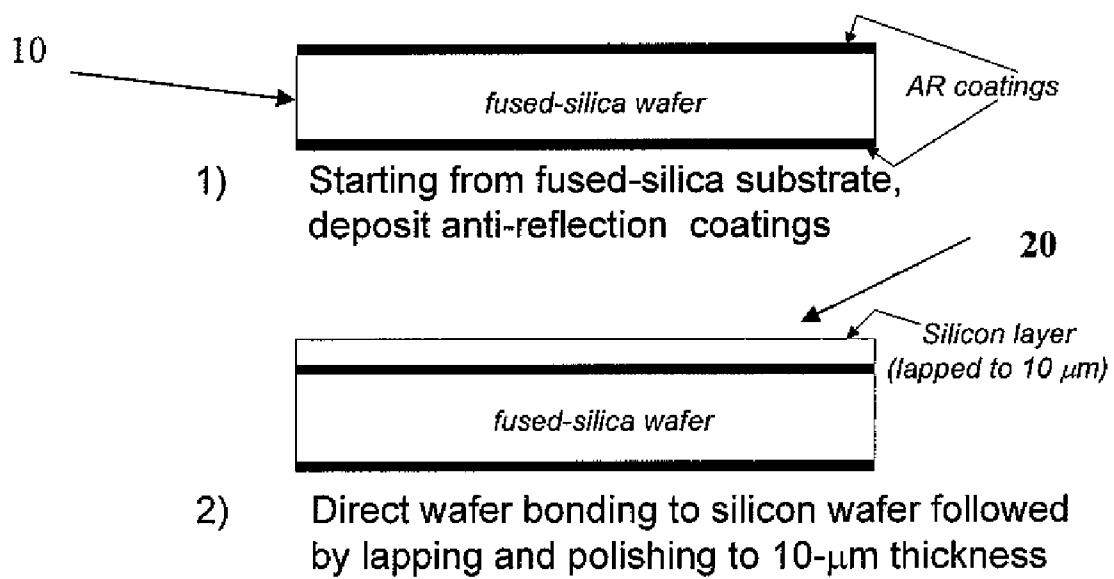 10
fused-silica wafer
AR coatings
1) Starting from fused-silica substrate,
deposit anti-reflection coatings
20
Silicon layer
(lapped to 10 μm)
fused-silica wafer
2) Direct wafer bonding to silicon wafer followed
by lapping and polishing to 10-μm thickness